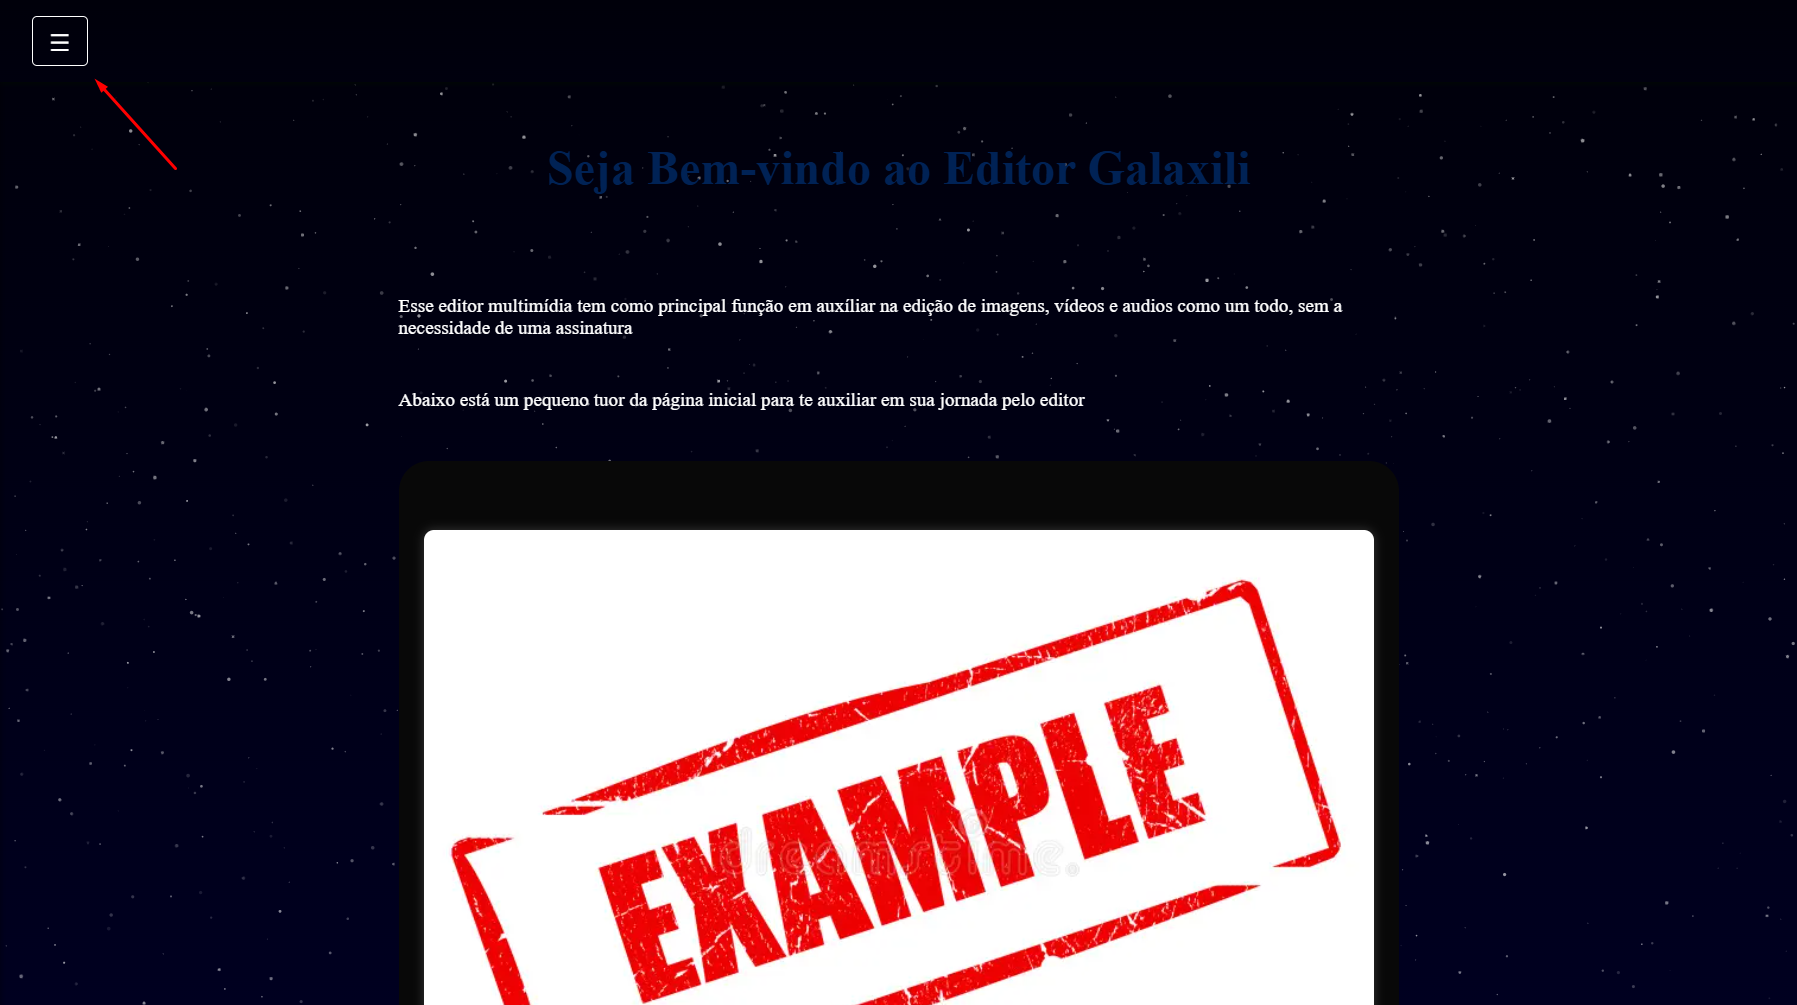 ☰
Seja Bem-vindo ao Editor Galaxili
Esse editor multimídia tem como principal função em auxíliar na edição de imagens, vídeos e audios como um todo, sem a
necessidade de uma assinatura
Abaixo está um pequeno tuor da página inicial para te auxiliar em sua jornada pelo editor
EXAMPLE
dreamstime.